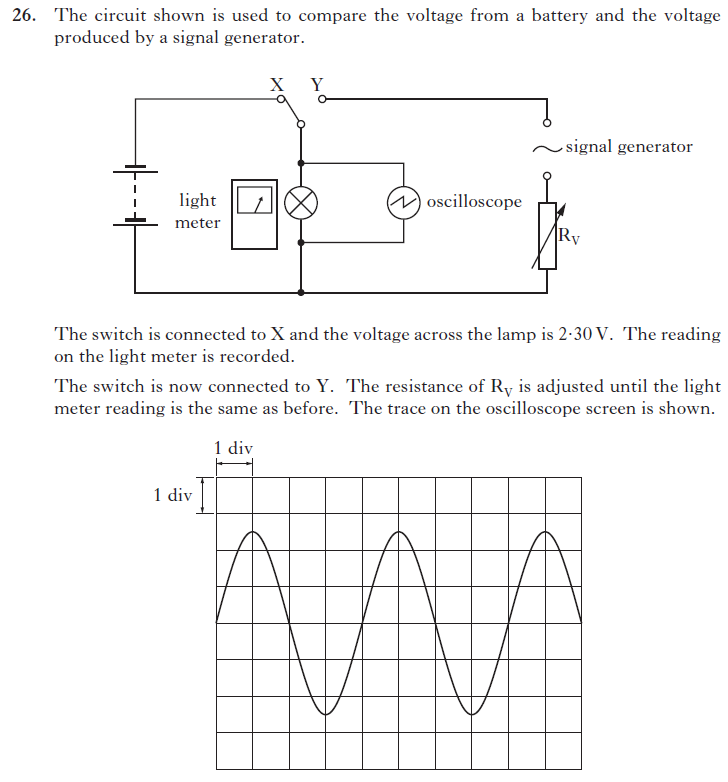 26. The circuit shown is used to compare the voltage from a battery and the voltage
produced by a signal generator.
X Y
signal generator
light
meter
oscilloscope
RV
The switch is connected to X and the voltage across the lamp is 2·30 V. The reading
on the light meter is recorded.
The switch is now connected to Y. The resistance of RV is adjusted until the light
meter reading is the same as before. The trace on the oscilloscope screen is shown.
1 div
1 div